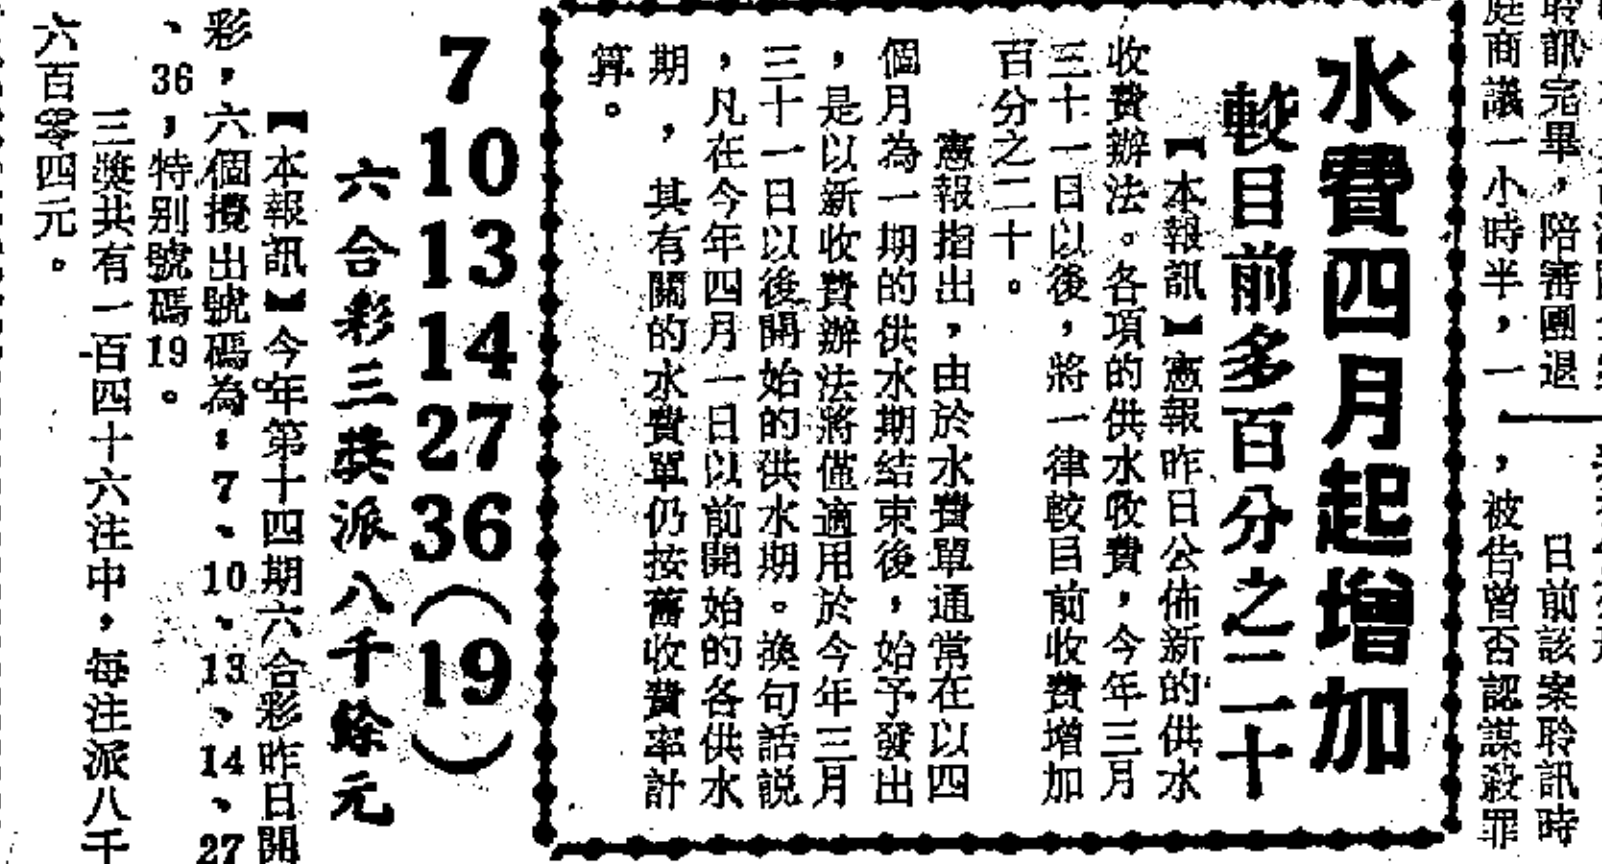 聆訊完畢，陪審團退
庭商議一小時半，一
日前該案聆訊時
，被告曾否認謀殺罪
水費四月起增加
較目前多百分之二十
【本報訊】憲報昨日公佈新的供水
收費辦法。各項的供水收費，今年三月
三十一日以後，將一律較目前收費增加
百分之二十。
憲報指出，由於水費單通常在以四
個月為一期的供水期結束後，始予發出
，是以新收費辦法將僅適用於今年三月
三十一日以後開始的供水期。換句話説
，凡在今年四月一日以前開始的各供水
期，其有關的水費單仍按舊收費率計
算。
7 10 13 14 27 36（19）
六合彩三獎派八千餘元
【本報訊】今年第十四期六合彩昨日開
彩，六個攪出號碼為：7、10、13、14、27
、36，特别號碼19。
三獎共有一百四十六注中，每注派八千
六百零四元。